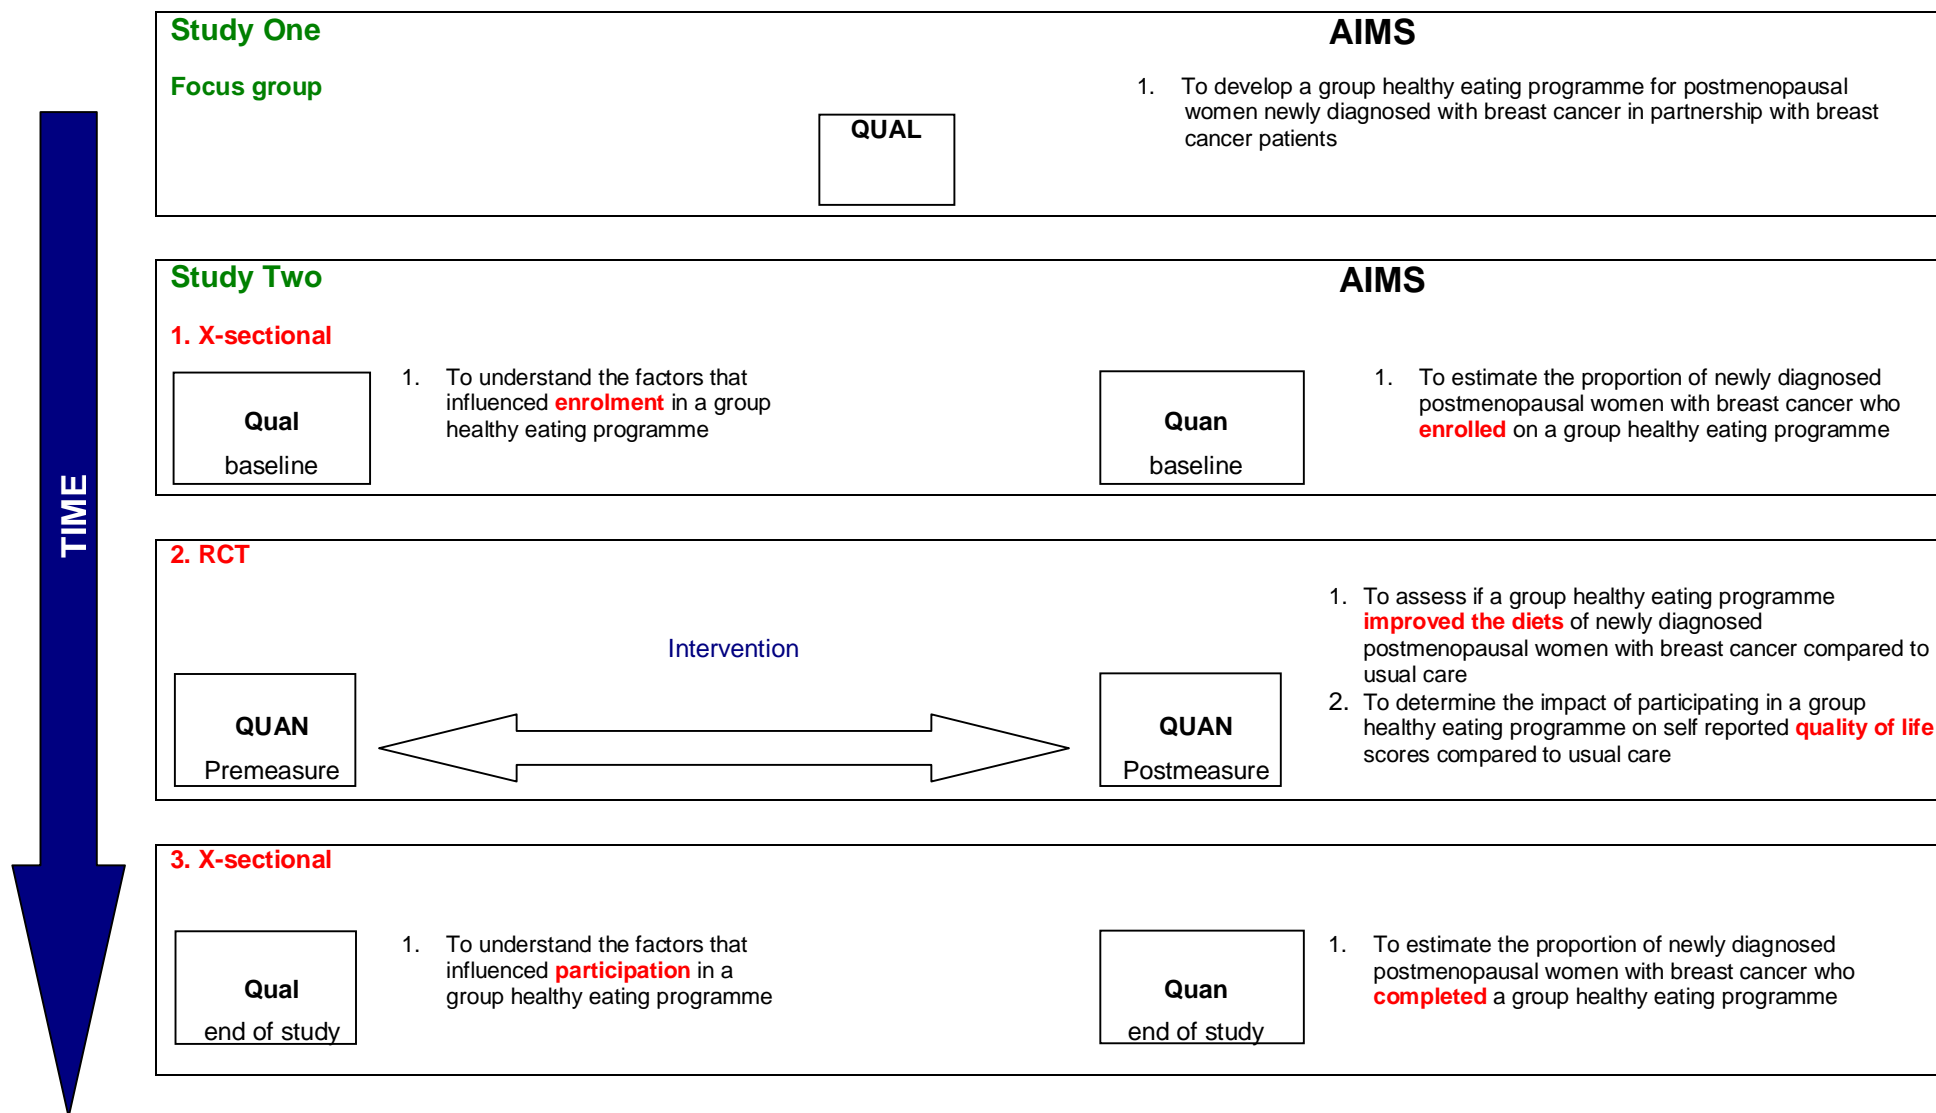 Study One
AIMS
Focus group
QUAL
1. To develop a group healthy eating programme for postmenopausal
women newly diagnosed with breast cancer in partnership with breast
cancer patients
TIME
Study Two
AIMS
1. X-sectional
Qual
baseline
1. To understand the factors that
influenced enrolment in a group
healthy eating programme
Quan
baseline
1. To estimate the proportion of newly diagnosed
postmenopausal women with breast cancer who
enrolled on a group healthy eating programme
2. RCT
Intervention
QUAN
Premeasure
QUAN
Postmeasure
1. To assess if a group healthy eating programme
improved the diets of newly diagnosed
postmenopausal women with breast cancer compared to
usual care
2. To determine the impact of participating in a group
healthy eating programme on self reported quality of life
scores compared to usual care
3. X-sectional
Qual
end of study
1. To understand the factors that
influenced participation in a
group healthy eating programme
Quan
end of study
1. To estimate the proportion of newly diagnosed
postmenopausal women with breast cancer who
completed a group healthy eating programme